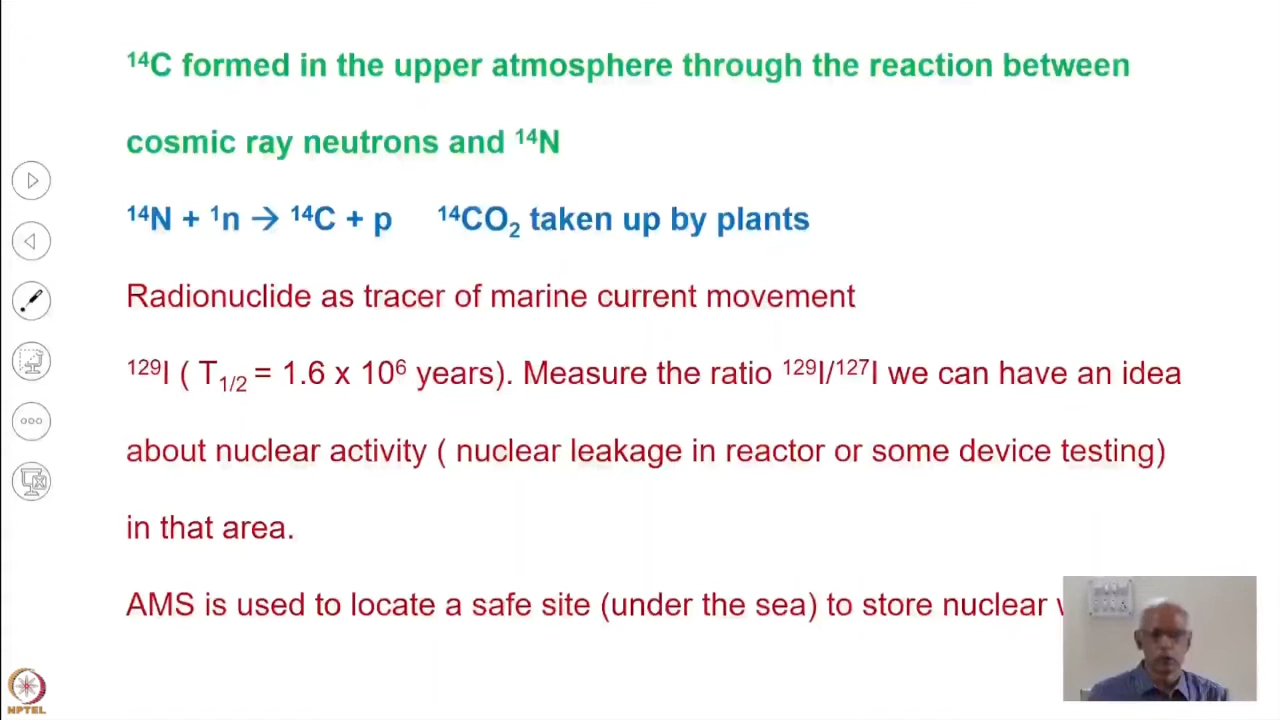 ¹⁴C formed in the upper atmosphere through the reaction between
cosmic ray neutrons and ¹⁴N
¹⁴N + ¹n → ¹⁴C + p ¹⁴CO₂ taken up by plants
Radionuclide as tracer of marine current movement
¹²⁹I ( T₁/₂ = 1.6 x 10⁶ years). Measure the ratio ¹²⁹I/¹²⁷I we can have an idea
about nuclear activity ( nuclear leakage in reactor or some device testing)
in that area.
AMS is used to locate a safe site (under the sea) to store nuclear
NPTEL